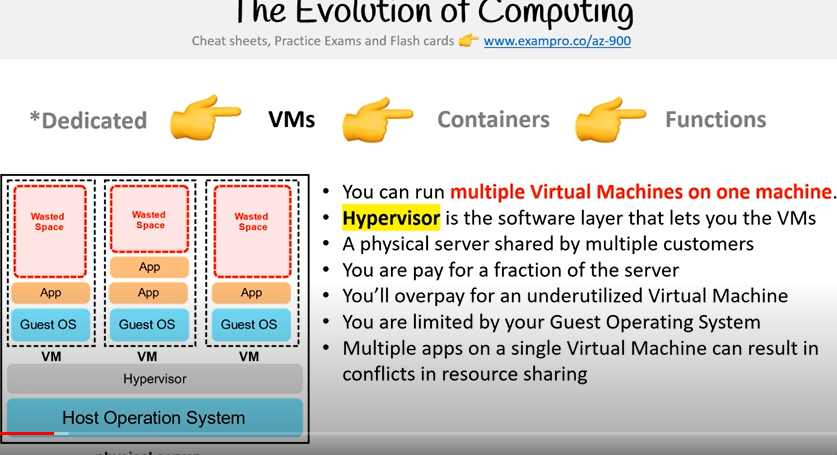 The Evolution of Computing
Cheat sheets, Practice Exams and Flash cards www.exampro.co/az-900
*Dedicated VMs Containers Functions
Wasted
Space
App
Guest OS
VM
Wasted
Space
App
App
Guest OS
VM
Wasted
Space
App
Guest OS
VM
Hypervisor
Host Operation System
physical server
• You can run multiple Virtual Machines on one machine.
• Hypervisor is the software layer that lets you the VMs
• A physical server shared by multiple customers
• You are pay for a fraction of the server
• You’ll overpay for an underutilized Virtual Machine
• You are limited by your Guest Operating System
• Multiple apps on a single Virtual Machine can result in
conflicts in resource sharing